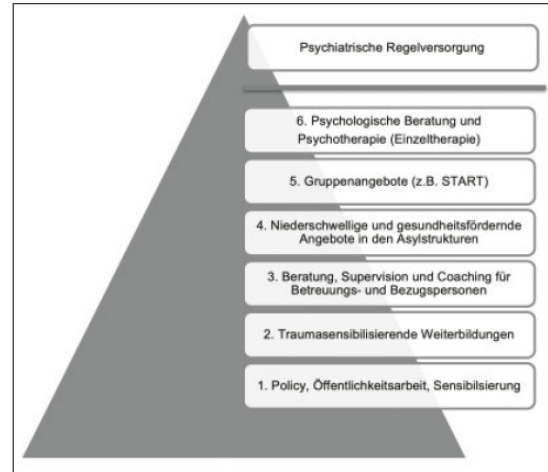 Psychiatrische Regelversorgung
6. Psychologische Beratung und
Psychotherapie (Einzeltherapie)
5. Gruppenangebote (z.B. START)
4. Niederschwellige und gesundheitsfördernde
Angebote in den Asylstrukturen
3. Beratung, Supervision und Coaching für
Betreuungs- und Bezugspersonen
2. Traumasensibilisierende Weiterbildungen
1. Policy, Öffentlichkeitsarbeit, Sensibilsierung